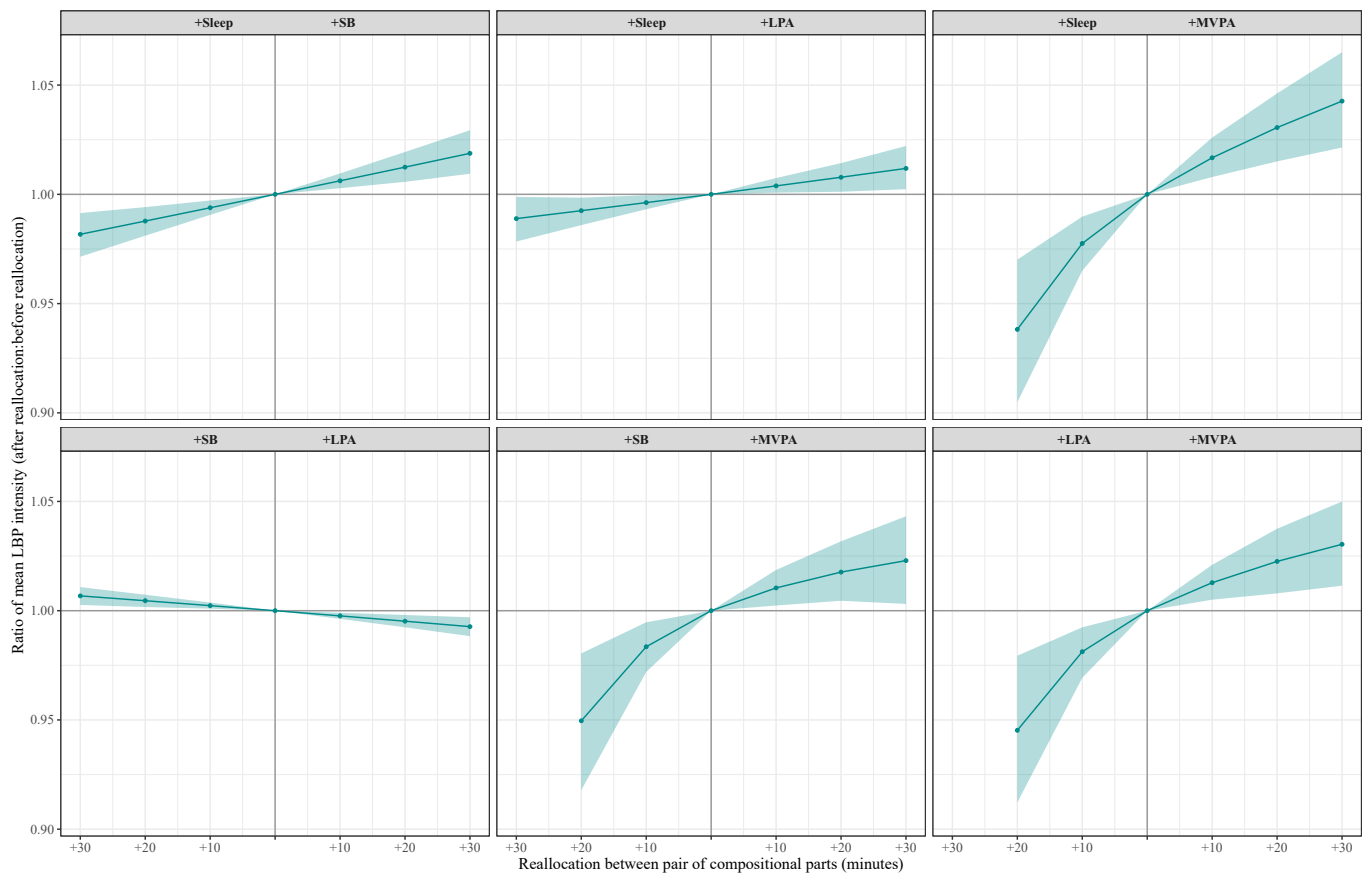 +Sleep +SB
+Sleep +LPA
+Sleep +MVPA
1.05
1.00
0.95
0.90
+SB +LPA
+SB +MVPA
+LPA +MVPA
1.05
1.00
0.95
0.90
Ratio of mean LBP intensity (after reallocation:before reallocation)
+30 +20 +10 +10 +20 +30
+30 +20 +10 +10 +20 +30
+30 +20 +10 +10 +20 +30
Reallocation between pair of compositional parts (minutes)